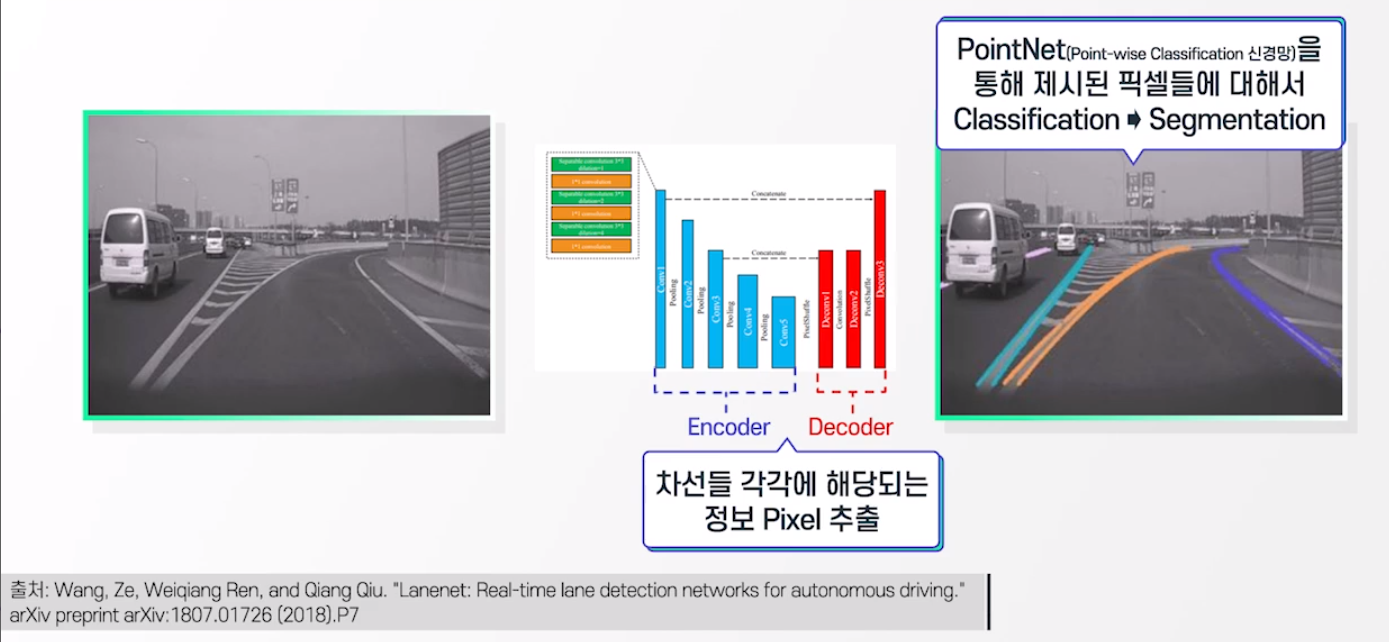 PointNet(Point-wise Classification 신경망)을
통해 제시된 픽셀들에 대해서
Classification ➡ Segmentation
Separable convolution 3*3
dilation=1
1*1 convolution
Separable convolution 3*3
dilation=2
1*1 convolution
Separable convolution 3*3
dilation=4
1*1 convolution
Concatenate
Concatenate
Conv1
Pooling
Conv2
Pooling
Conv3
Pooling
Conv4
Pooling
Conv5
PixelShuffle
Deconv1
Convolution
Deconv2
PixelShuffle
Deconv3
Encoder
Decoder
차선들 각각에 해당되는
정보 Pixel 추출
출처: Wang, Ze, Weiqiang Ren, and Qiang Qiu. "Lanenet: Real-time lane detection networks for autonomous driving."
arXiv preprint arXiv:1807.01726 (2018).P7